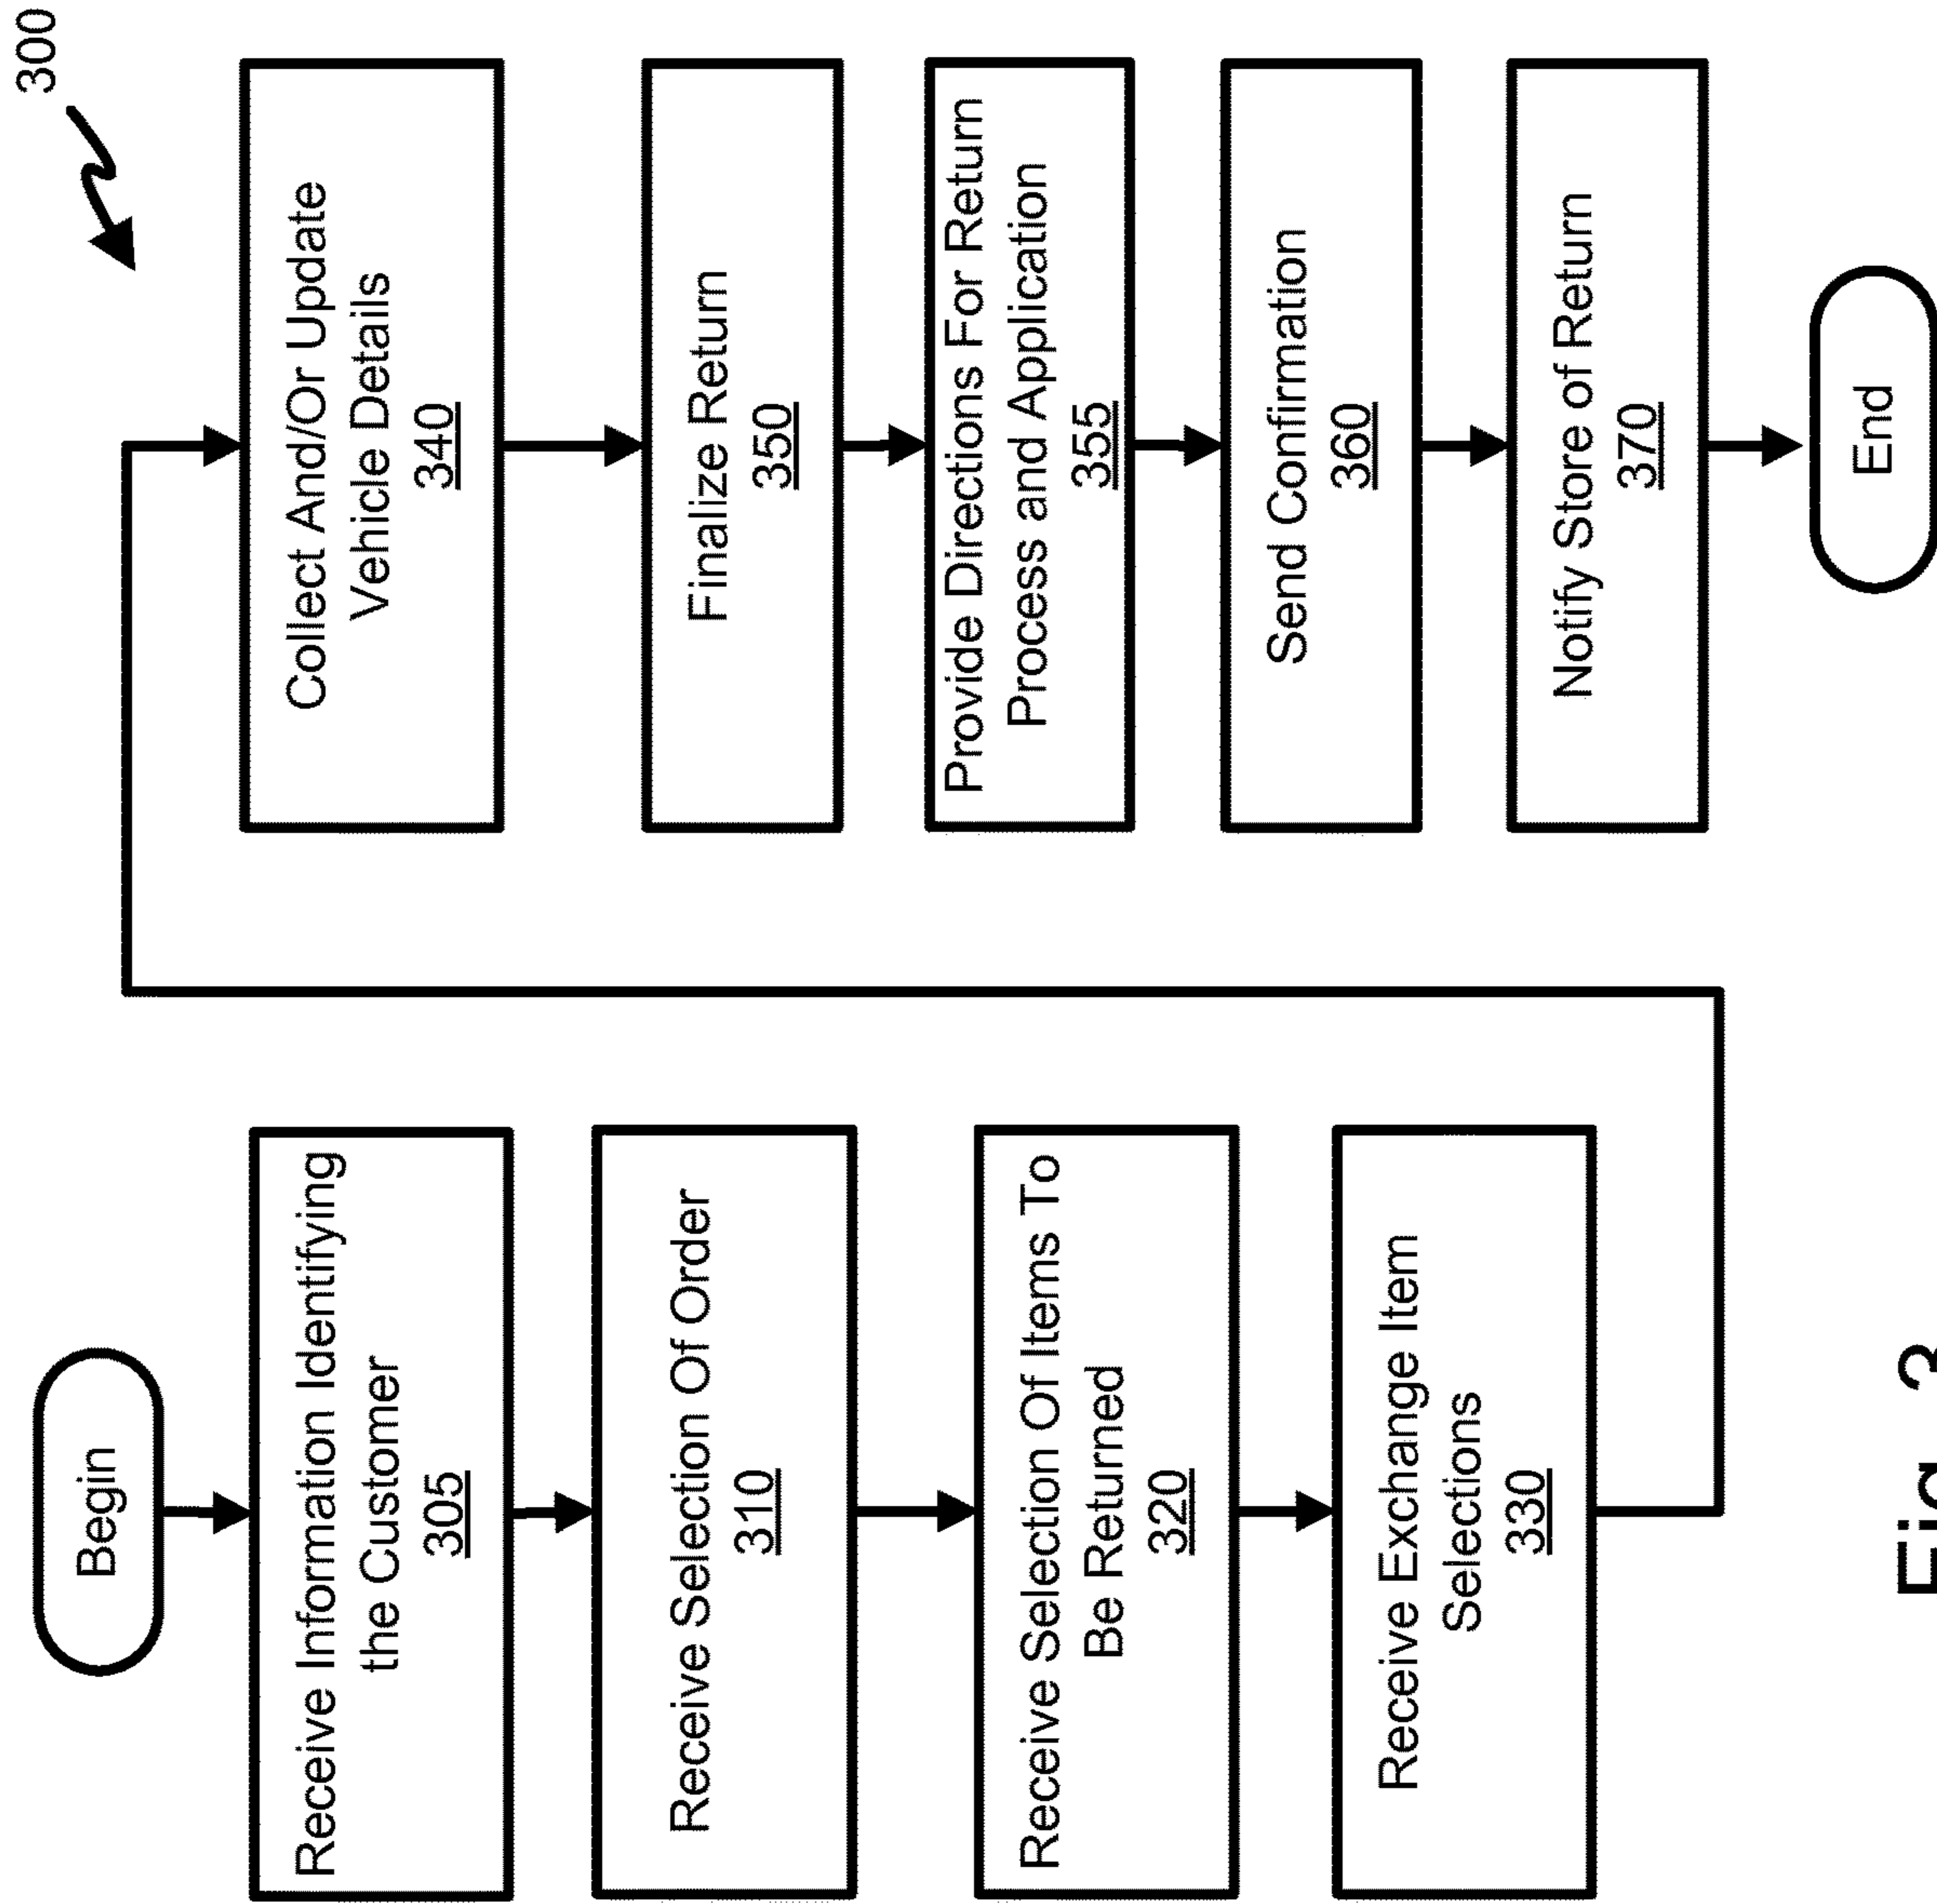 300
Begin
Receive Information Identifying
the Customer
305
Receive Selection Of Order
310
Receive Selection Of Items To
Be Returned
320
Receive Exchange Item
Selections
330
Collect And/Or Update
Vehicle Details
340
Finalize Return
350
Provide Directions For Return
Process and Application
355
Send Confirmation
360
Notify Store of Return
370
End
Fig. 3